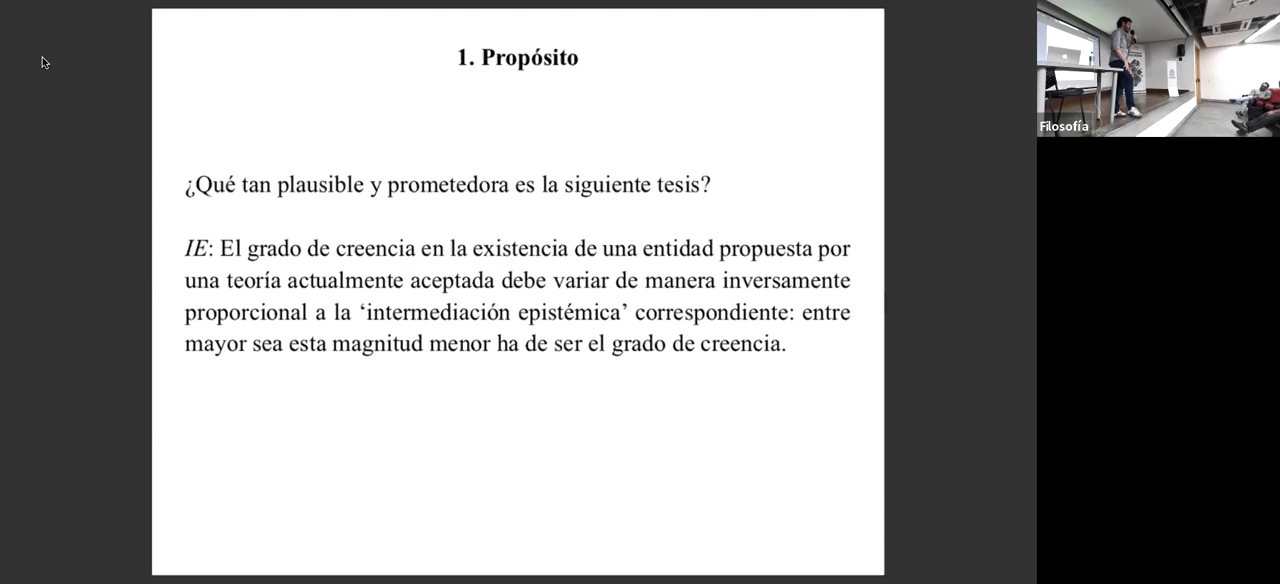 1. Propósito
¿Qué tan plausible y prometedora es la siguiente tesis?
IE: El grado de creencia en la existencia de una entidad propuesta por
una teoría actualmente aceptada debe variar de manera inversamente
proporcional a la ‘intermediación epistémica’ correspondiente: entre
mayor sea esta magnitud menor ha de ser el grado de creencia.
Filosofía